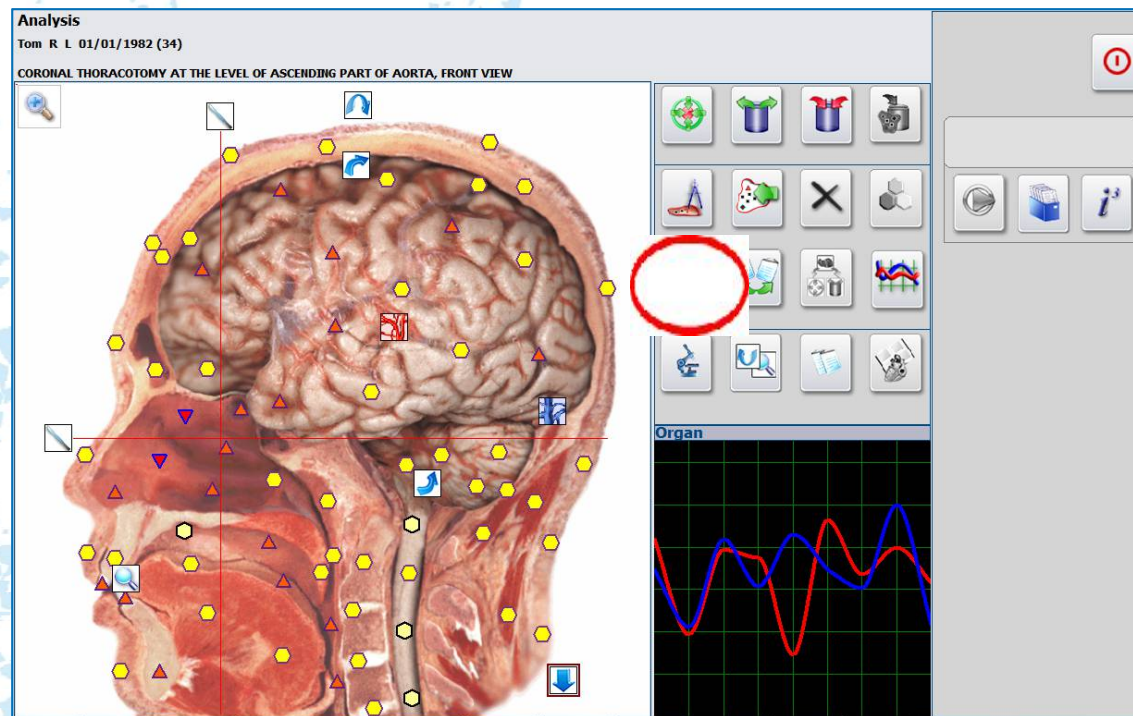 Analysis
Tom R L 01/01/1982 (34)
CORONAL THORACOTOMY AT THE LEVEL OF ASCENDING PART OF AORTA, FRONT VIEW
i³
Organ